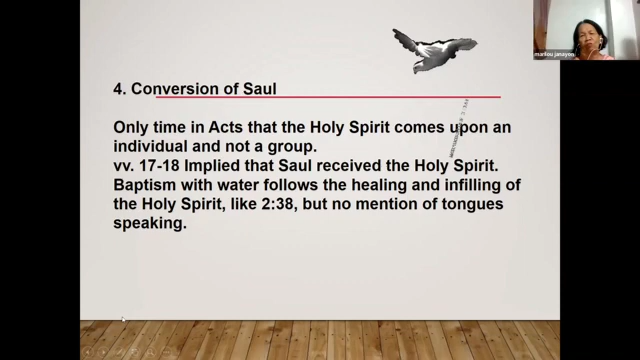 marilou janayon
4. Conversion of Saul
Only time in Acts that the Holy Spirit comes upon an
individual and not a group.
vv. 17-18 Implied that Saul received the Holy Spirit.
Baptism with water follows the healing and infilling of
the Holy Spirit, like 2:38, but no mention of tongues
speaking.